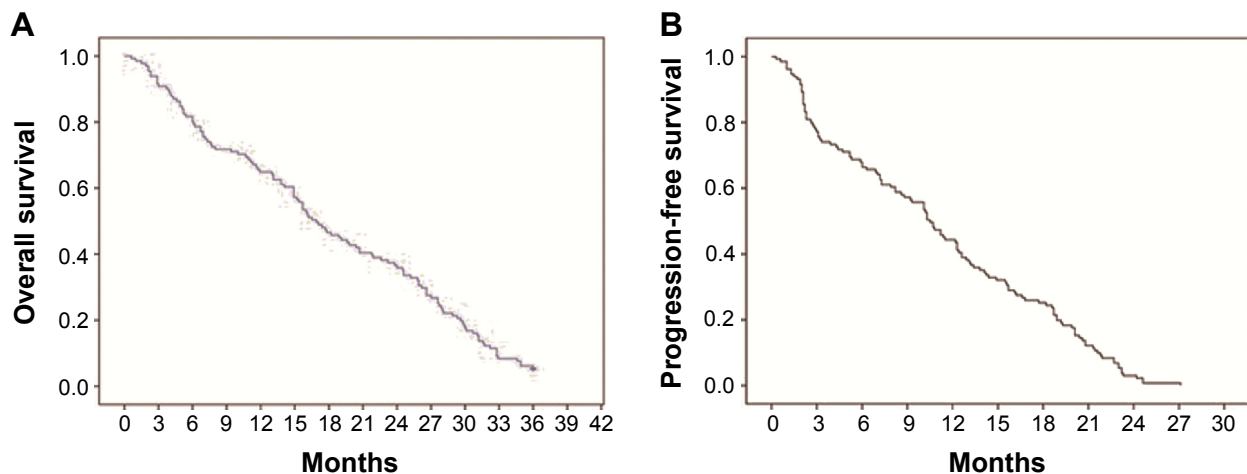 A
Overall survival
1.0
0.8
0.6
0.4
0.2
0.0
0 3 6 9 12 15 18 21 24 27 30 33 36 39 42
Months
B
Progression-free survival
1.0
0.8
0.6
0.4
0.2
0.0
0 3 6 9 12 15 18 21 24 27 30
Months